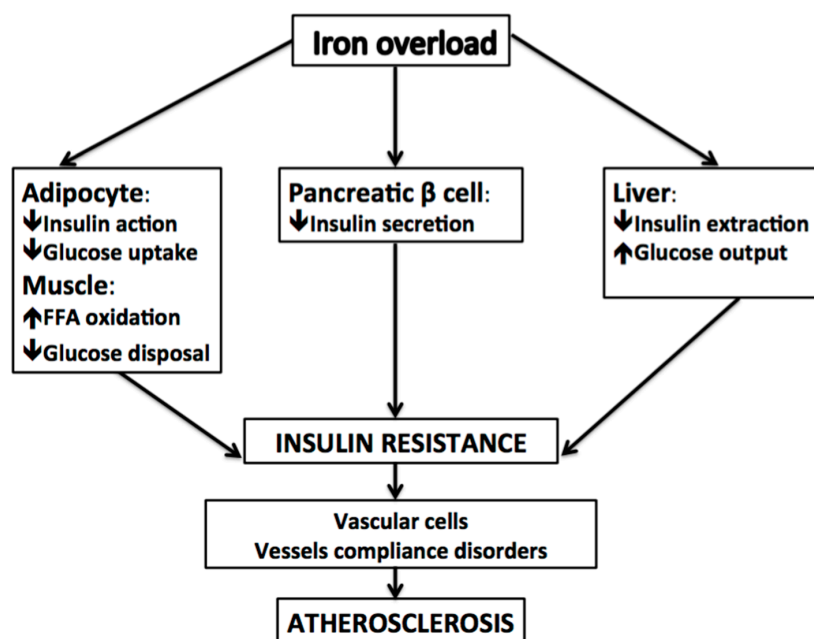 Iron overload
Adipocyte:
🡻Insulin action
🡻Glucose uptake
Muscle:
🡹FFA oxidation
🡻Glucose disposal
Pancreatic β cell:
🡻Insulin secretion
Liver:
🡻Insulin extraction
🡹Glucose output
INSULIN RESISTANCE
Vascular cells
Vessels compliance disorders
ATHEROSCLEROSIS